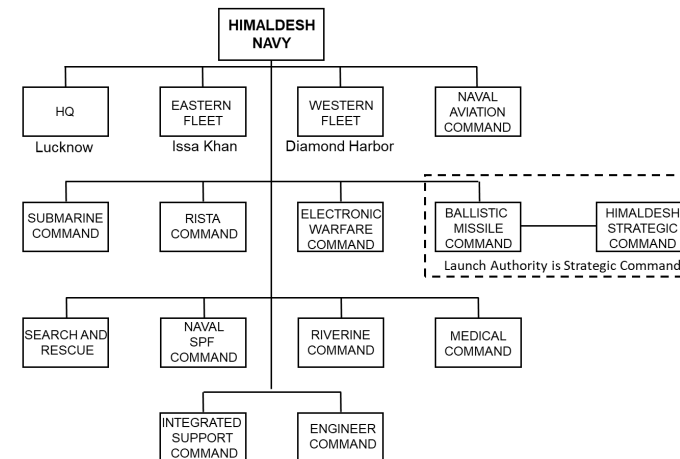 HIMALDESH
NAVY
HQ
EASTERN
FLEET
WESTERN
FLEET
NAVAL
AVIATION
COMMAND
Lucknow
Issa Khan
Diamond Harbor
SUBMARINE
COMMAND
RISTA
COMMAND
ELECTRONIC
WARFARE
COMMAND
BALLISTIC
MISSILE
COMMAND
HIMALDESH
STRATEGIC
COMMAND
Launch Authority is Strategic Command
SEARCH AND
RESCUE
NAVAL
SPF
COMMAND
RIVERINE
COMMAND
MEDICAL
COMMAND
INTEGRATED
SUPPORT
COMMAND
ENGINEER
COMMAND